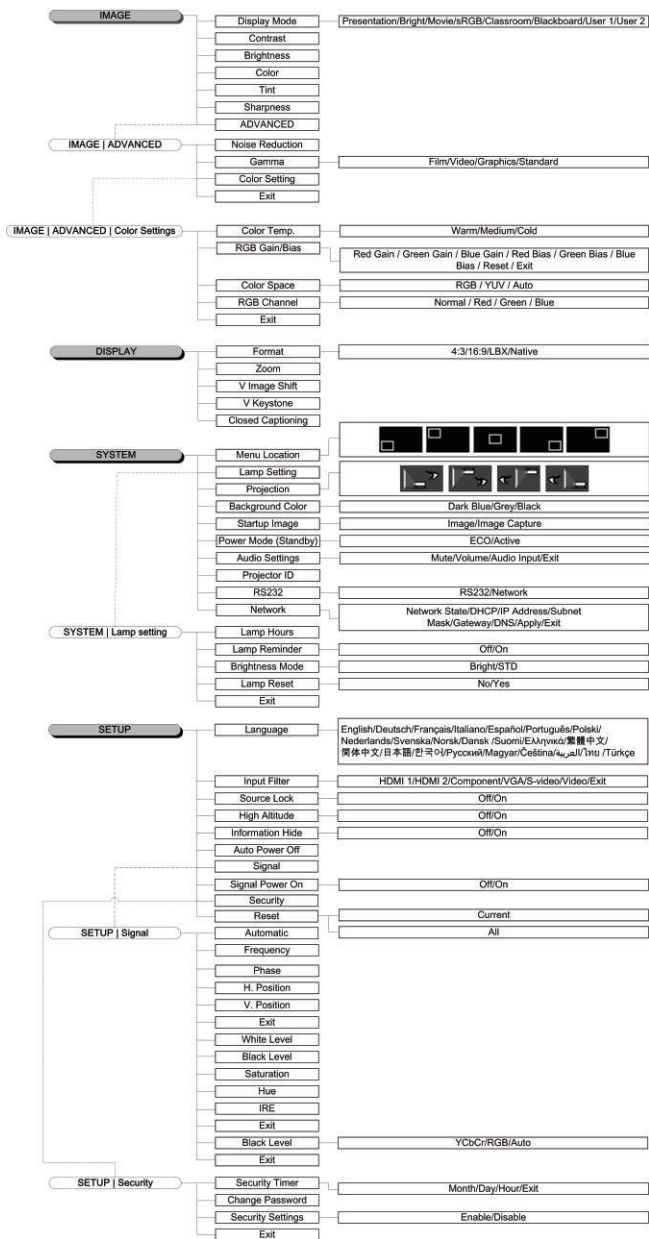 IMAGE
Display Mode
Presentation/Bright/Movie/sRGB/Classroom/Blackboard/User 1/User 2
Contrast
Brightness
Color
Tint
Sharpness
ADVANCED
IMAGE | ADVANCED
Noise Reduction
Gamma
Film/Video/Graphics/Standard
Color Setting
Exit
IMAGE | ADVANCED | Color Settings
Color Temp.
Warm/Medium/Cold
RGB Gain/Bias
Red Gain / Green Gain / Blue Gain / Red Bias / Green Bias / Blue
Bias / Reset / Exit
Color Space
RGB / YUV / Auto
RGB Channel
Normal / Red / Green / Blue
Exit
DISPLAY
Format
4:3/16:9/LBX/Native
Zoom
V Image Shift
V Keystone
Closed Captioning
SYSTEM
Menu Location
Lamp Setting
Projection
Background Color
Dark Blue/Grey/Black
Startup Image
Image/Image Capture
Power Mode (Standby)
ECO/Active
Audio Settings
Mute/Volume/Audio Input/Exit
Projector ID
RS232
RS232/Network
Network
Network State/DHCP/IP Address/Subnet
Mask/Gateway/DNS/Apply/Exit
SYSTEM | Lamp setting
Lamp Hours
Lamp Reminder
Off/On
Brightness Mode
Bright/STD
Lamp Reset
No/Yes
Exit
SETUP
Language
English/Deutsch/Français/Italiano/Español/Português/Polski/
Nederlands/Svenska/Norsk/Dansk /Suomi/Ελληνικά/繁體中文/
简体中文/日本語/한국어/Русский/Magyar/Čeština/العربية/ไทย /Türkçe
Input Filter
HDMI 1/HDMI 2/Component/VGA/S-video/Video/Exit
Source Lock
Off/On
High Altitude
Off/On
Information Hide
Off/On
Auto Power Off
Signal
Signal Power On
Off/On
Security
Reset
Current
All
SETUP | Signal
Automatic
Frequency
Phase
H. Position
V. Position
Exit
White Level
Black Level
Saturation
Hue
IRE
Exit
Black Level
YCbCr/RGB/Auto
Exit
SETUP | Security
Security Timer
Month/Day/Hour/Exit
Change Password
Security Settings
Enable/Disable
Exit